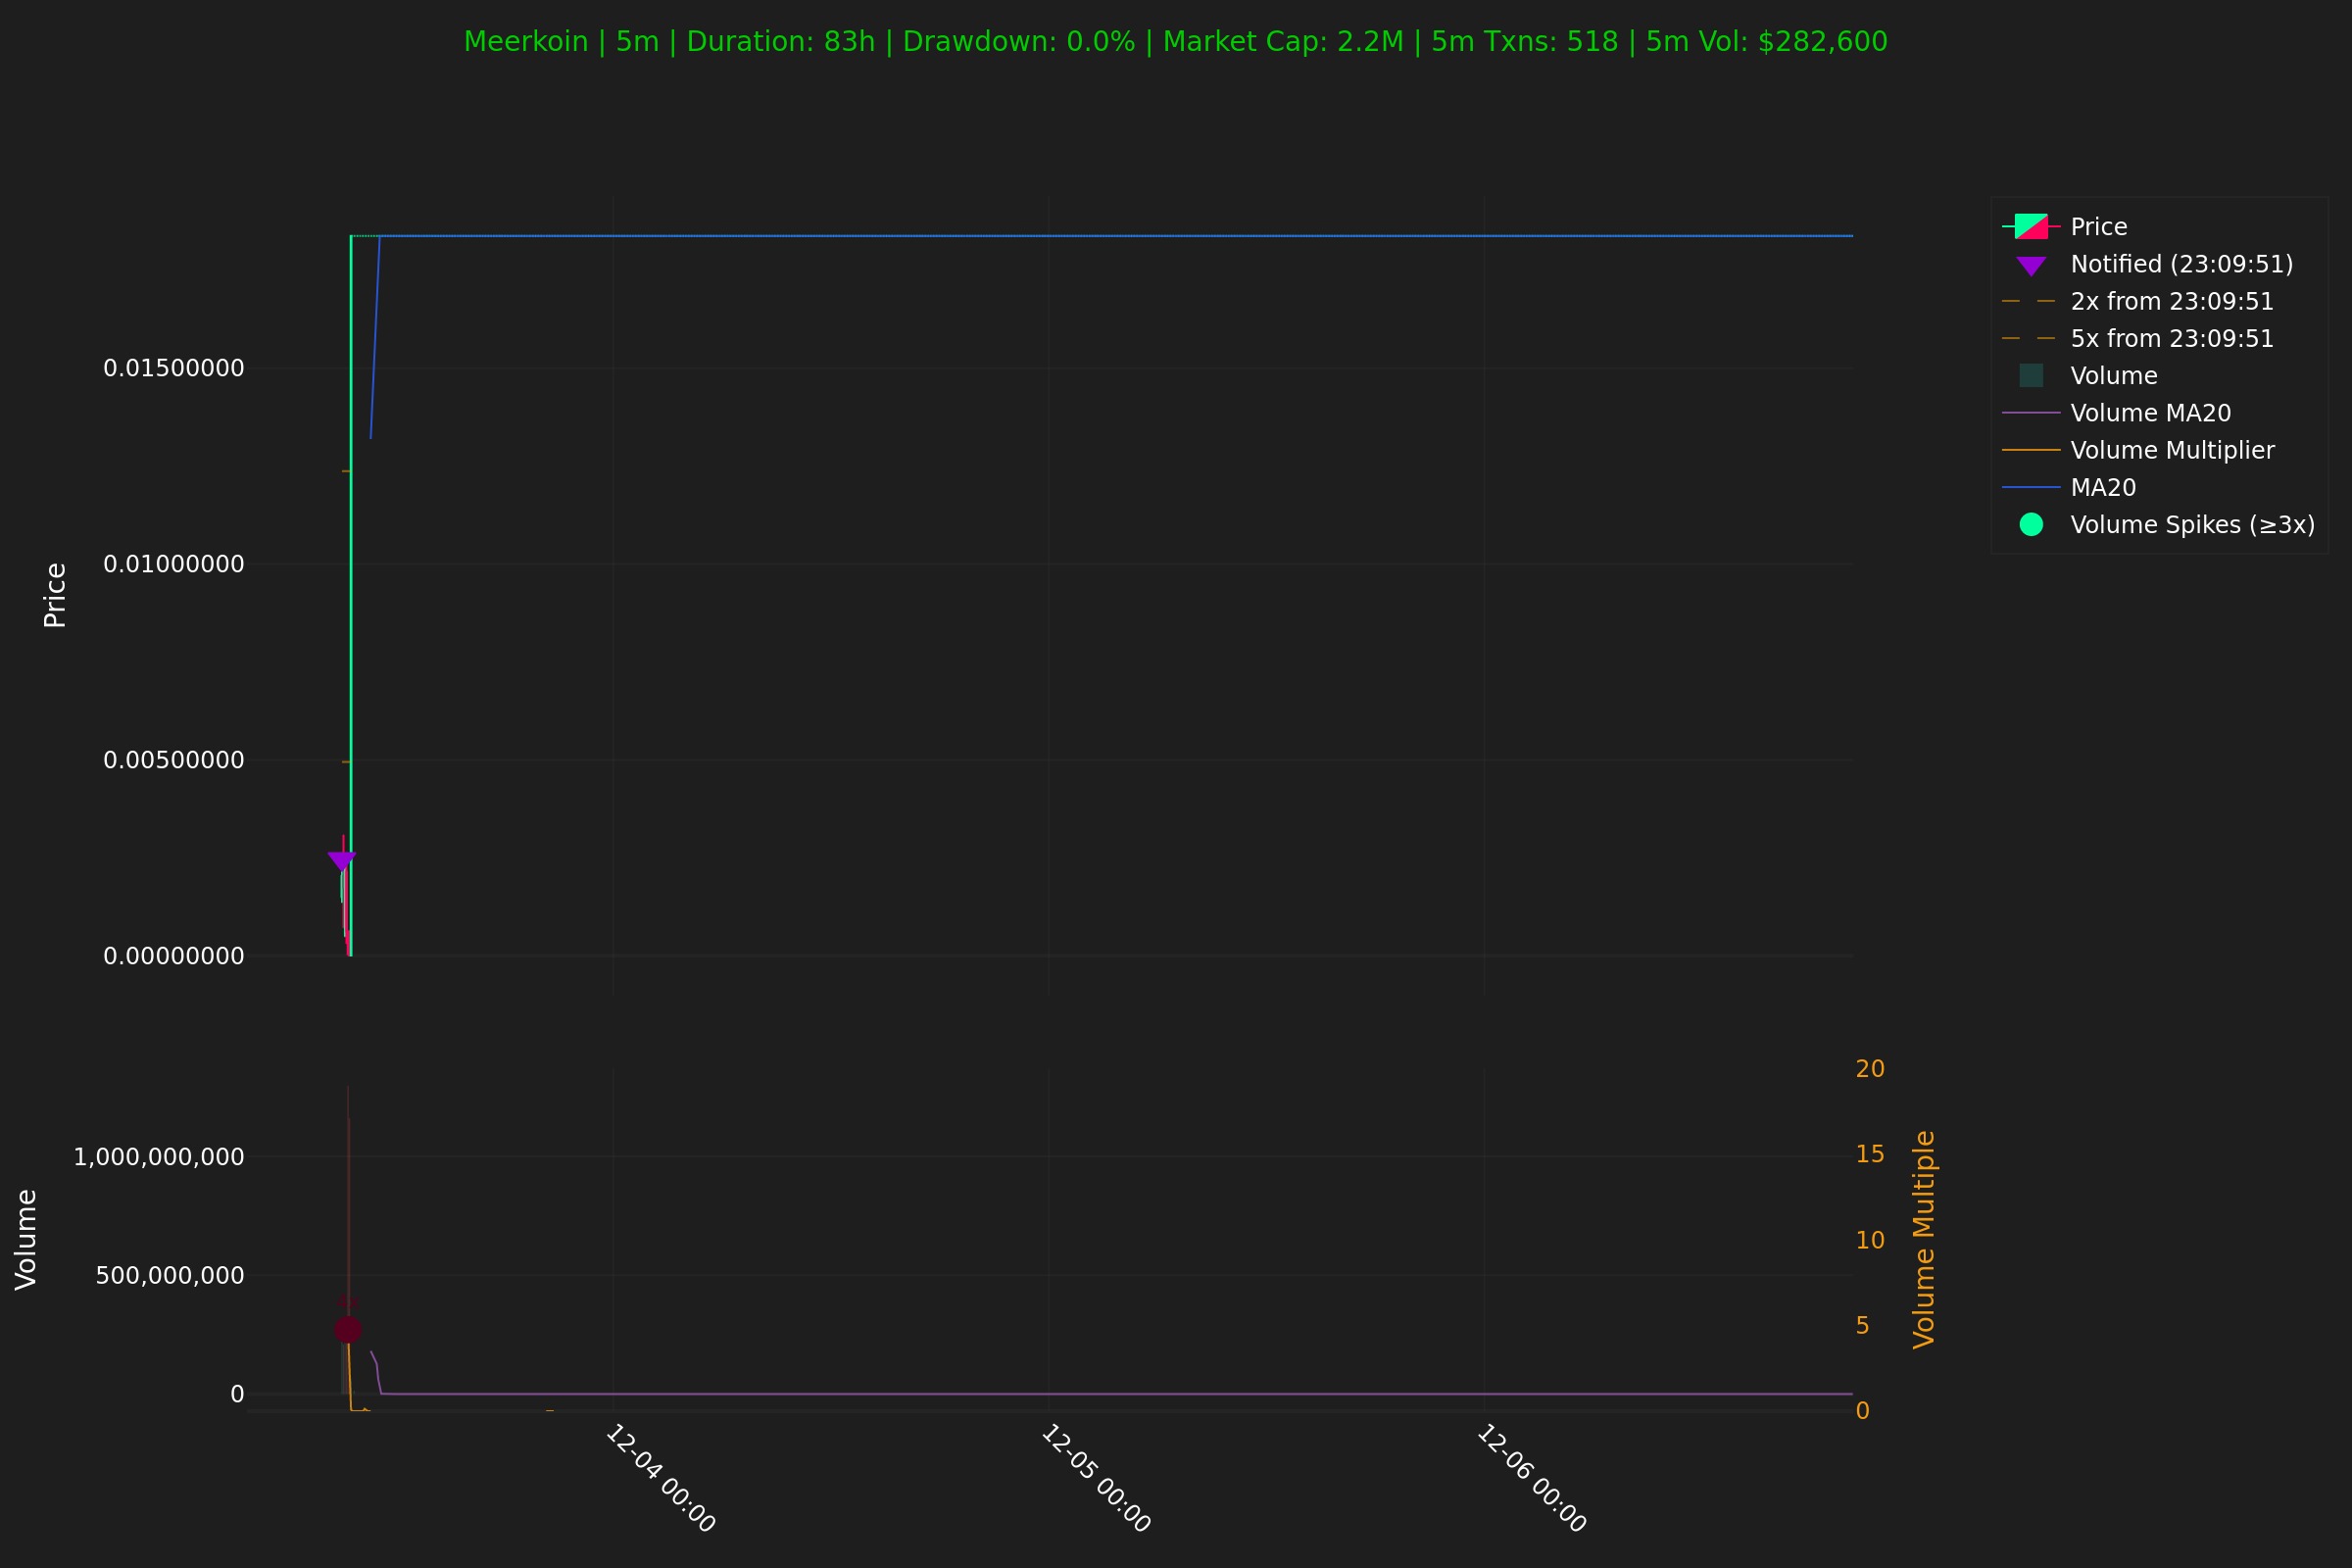 Meerkoin | 5m | Duration: 83h | Drawdown: 0.0% | Market Cap: 2.2M | 5m Txns: 518 | 5m Vol: $282,600
Price
0.01500000
0.01000000
0.00500000
0.00000000
Price
Notified (23:09:51)
2x from 23:09:51
5x from 23:09:51
Volume
Volume MA20
Volume Multiplier
MA20
Volume Spikes (≥3x)
Volume
1,000,000,000
500,000,000
0
20
15
10
5
0
Volume Multiple
12-04 00:00
12-05 00:00
12-06 00:00